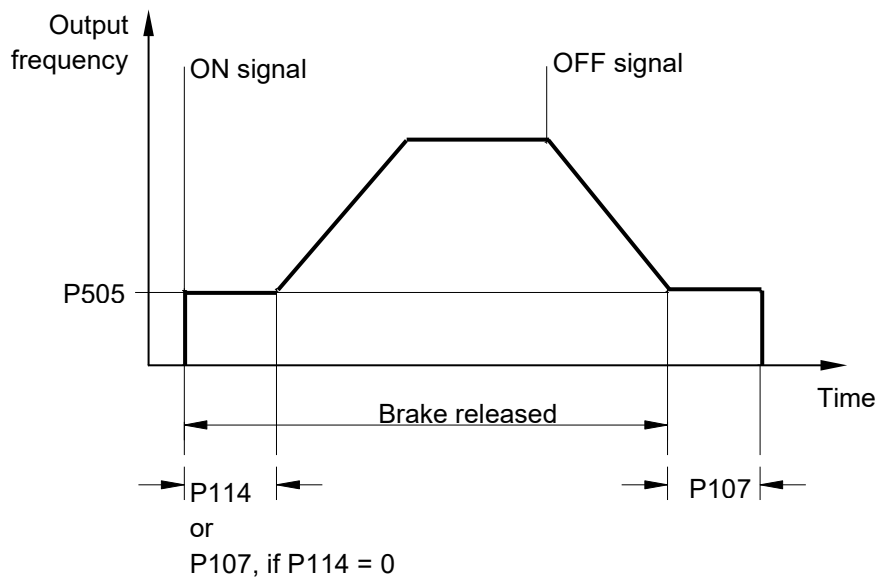 Output
frequency
ON signal
OFF signal
P505
Time
Brake released
P114
or
P107, if P114 = 0
P107